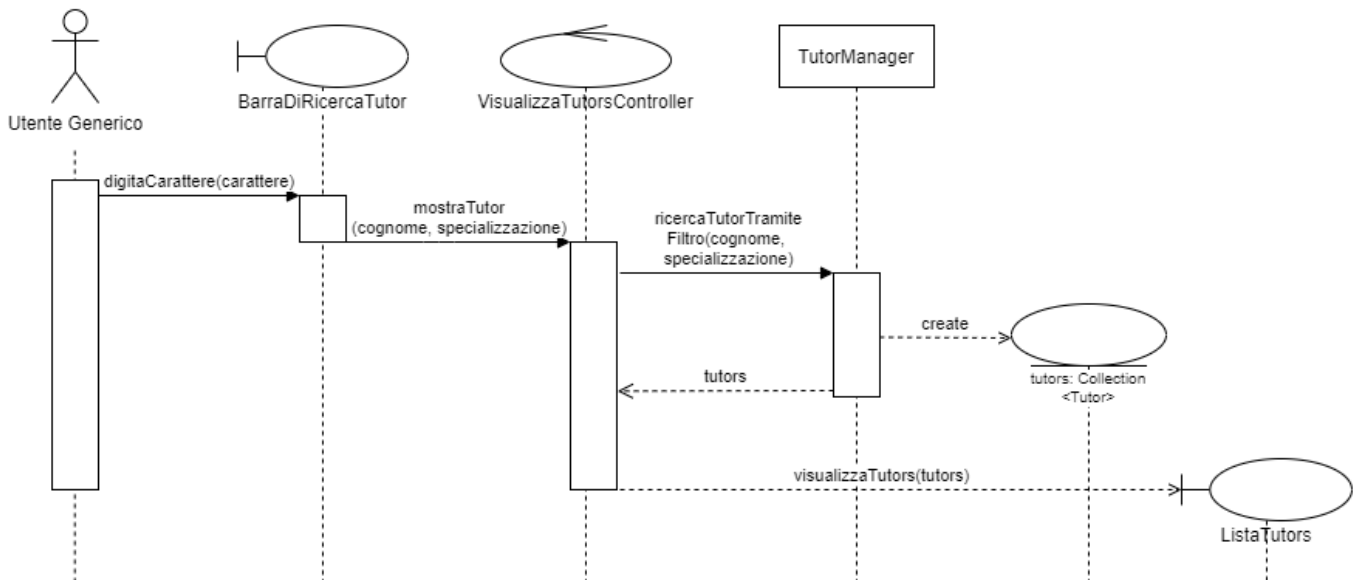 TutorManager
BarraDiRicercaTutor
VisualizzaTutorsController
Utente Generico
digitaCarattere(carattere)
mostraTutor
(cognome, specializzazione)
ricercaTutorTramite
Filtro(cognome,
specializzazione)
create
tutors
tutors: Collection
<Tutor>
visualizzaTutors(tutors)
ListaTutors